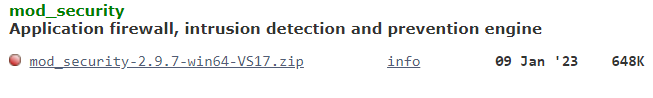 mod_security
Application firewall, intrusion detection and prevention engine
mod_security-2.9.7-win64-VS17.zip info 09 Jan '23 648K